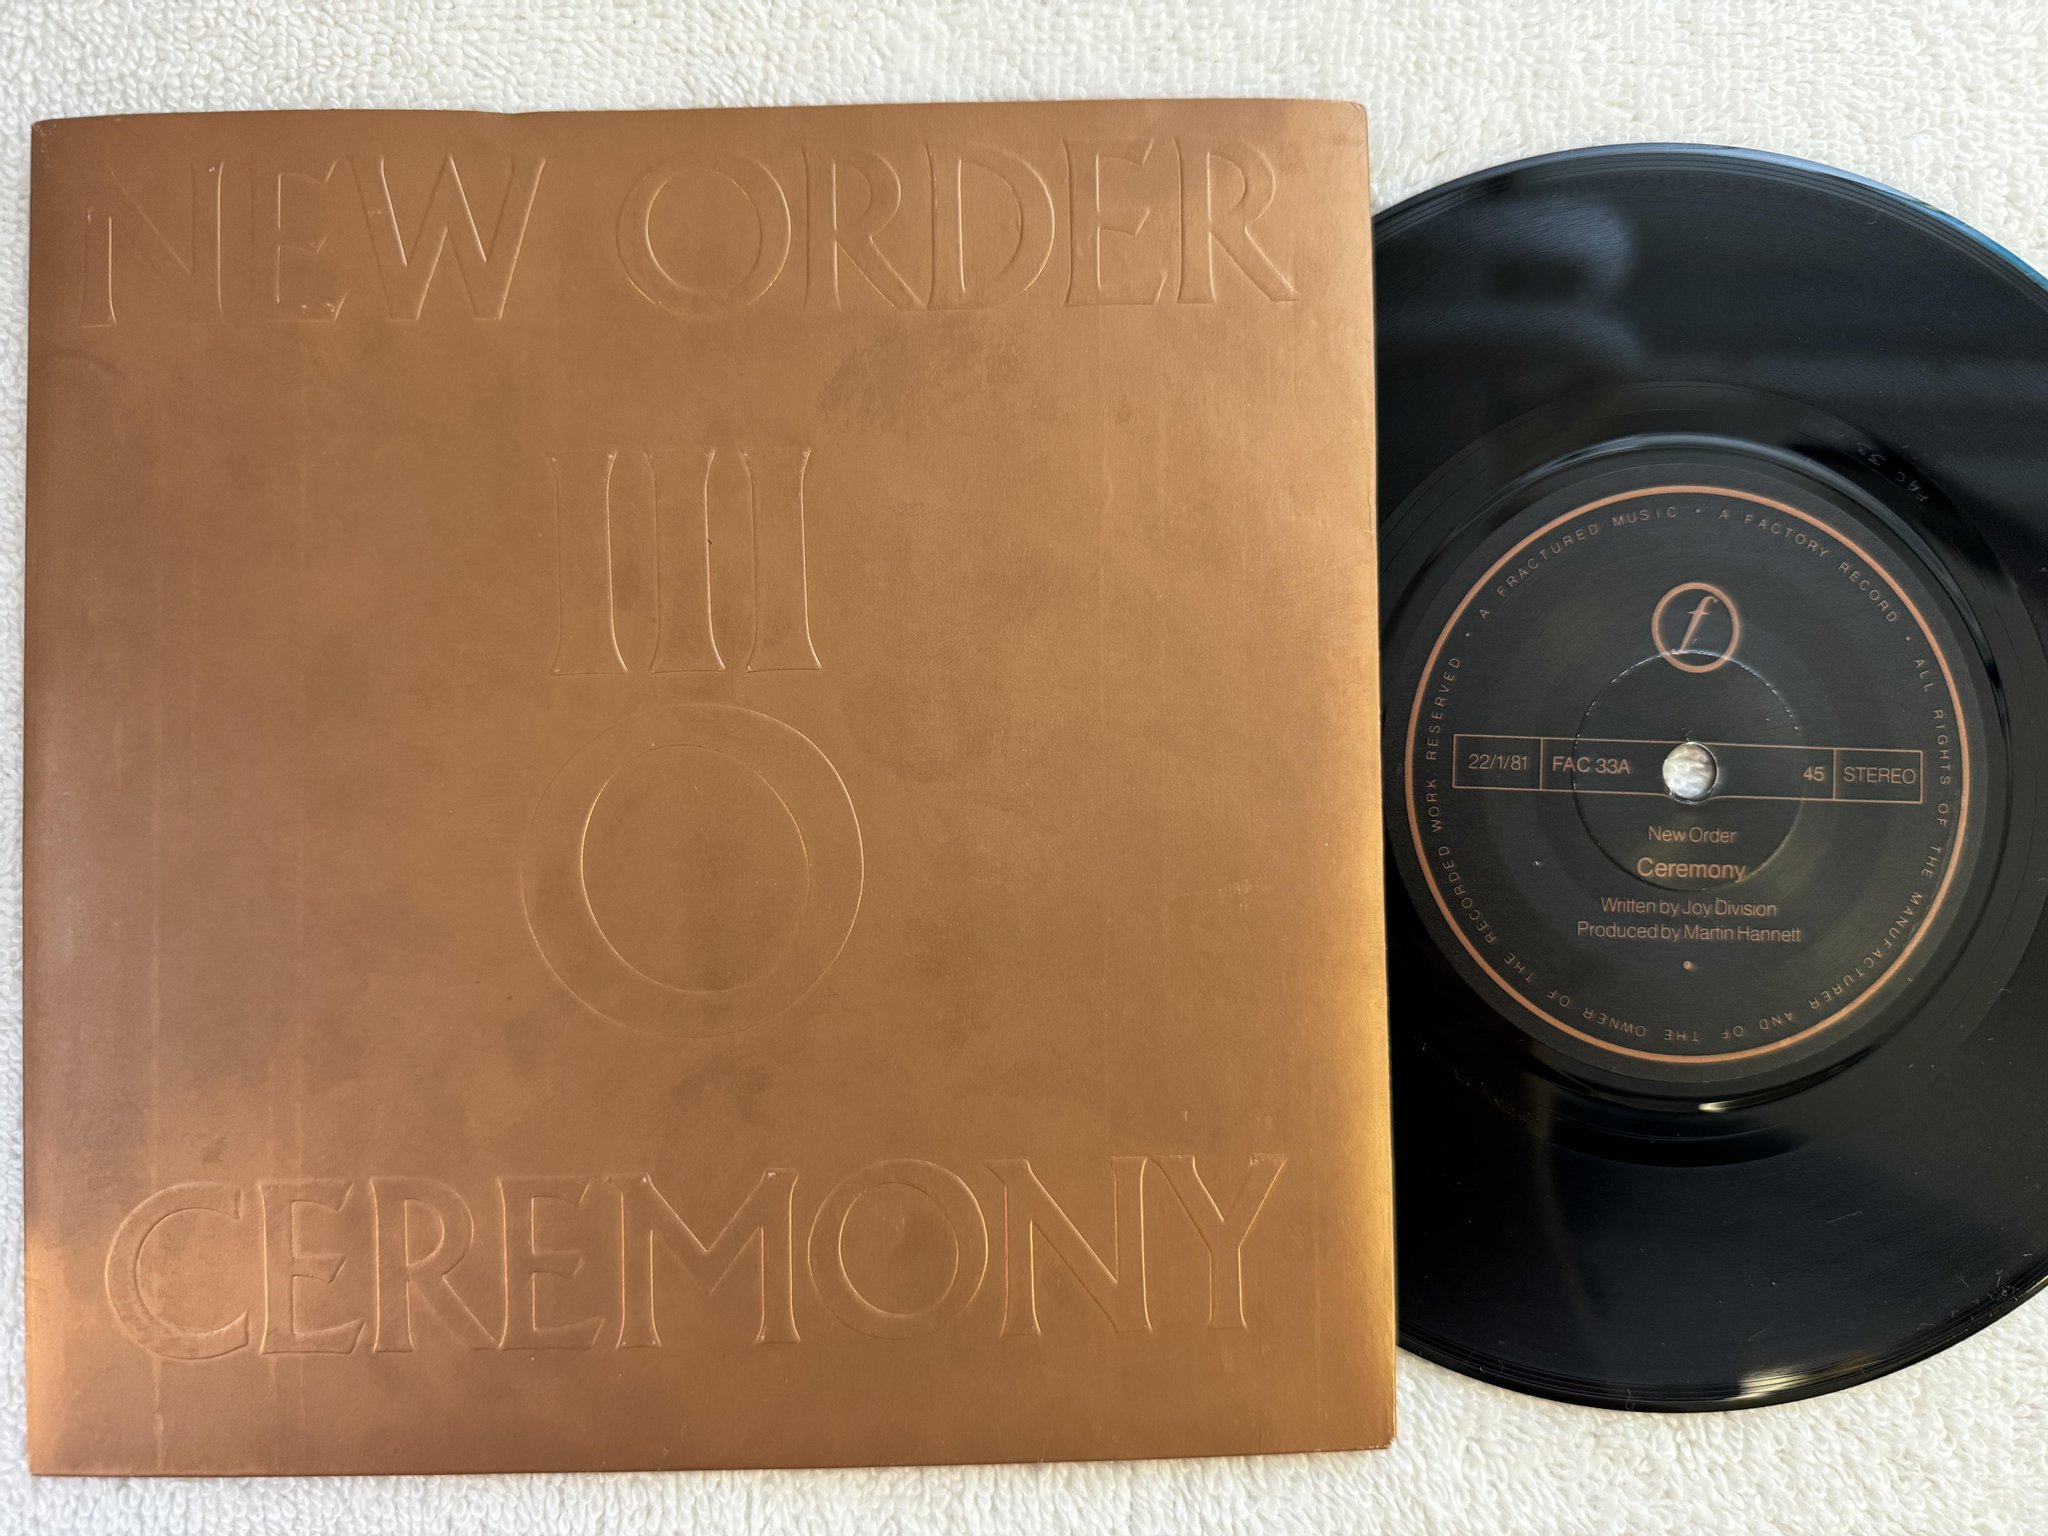 NEW ORDER
III
O
CEREMONY
A FRACTURED MUSIC • A FACTORY RECORD • ALL RIGHTS OF THE MANUFACTURER AND OF THE OWNER OF THE RECORDED WORK RESERVED •
f
22/1/81 FAC 33A 45 STEREO
New Order
Ceremony
Written by Joy Division
Produced by Martin Hannett